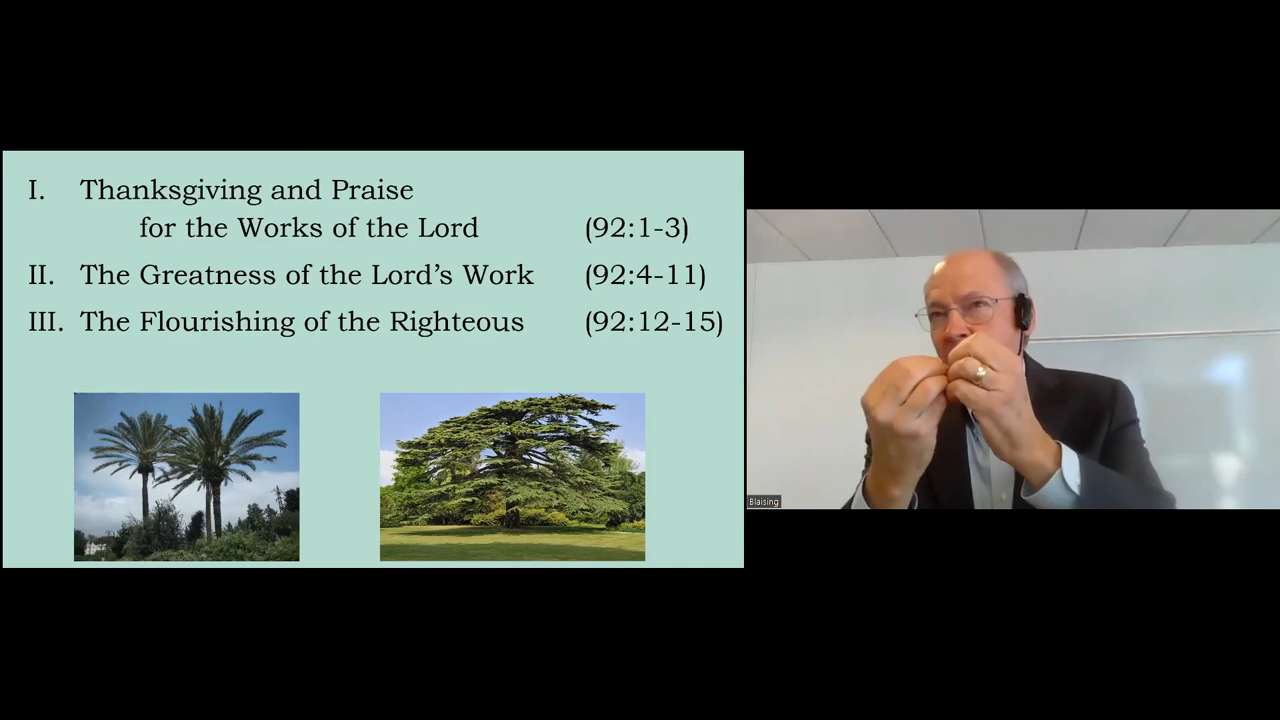 I. Thanksgiving and Praise
for the Works of the Lord (92:1-3)
II. The Greatness of the Lord’s Work (92:4-11)
III. The Flourishing of the Righteous (92:12-15)
Blaising